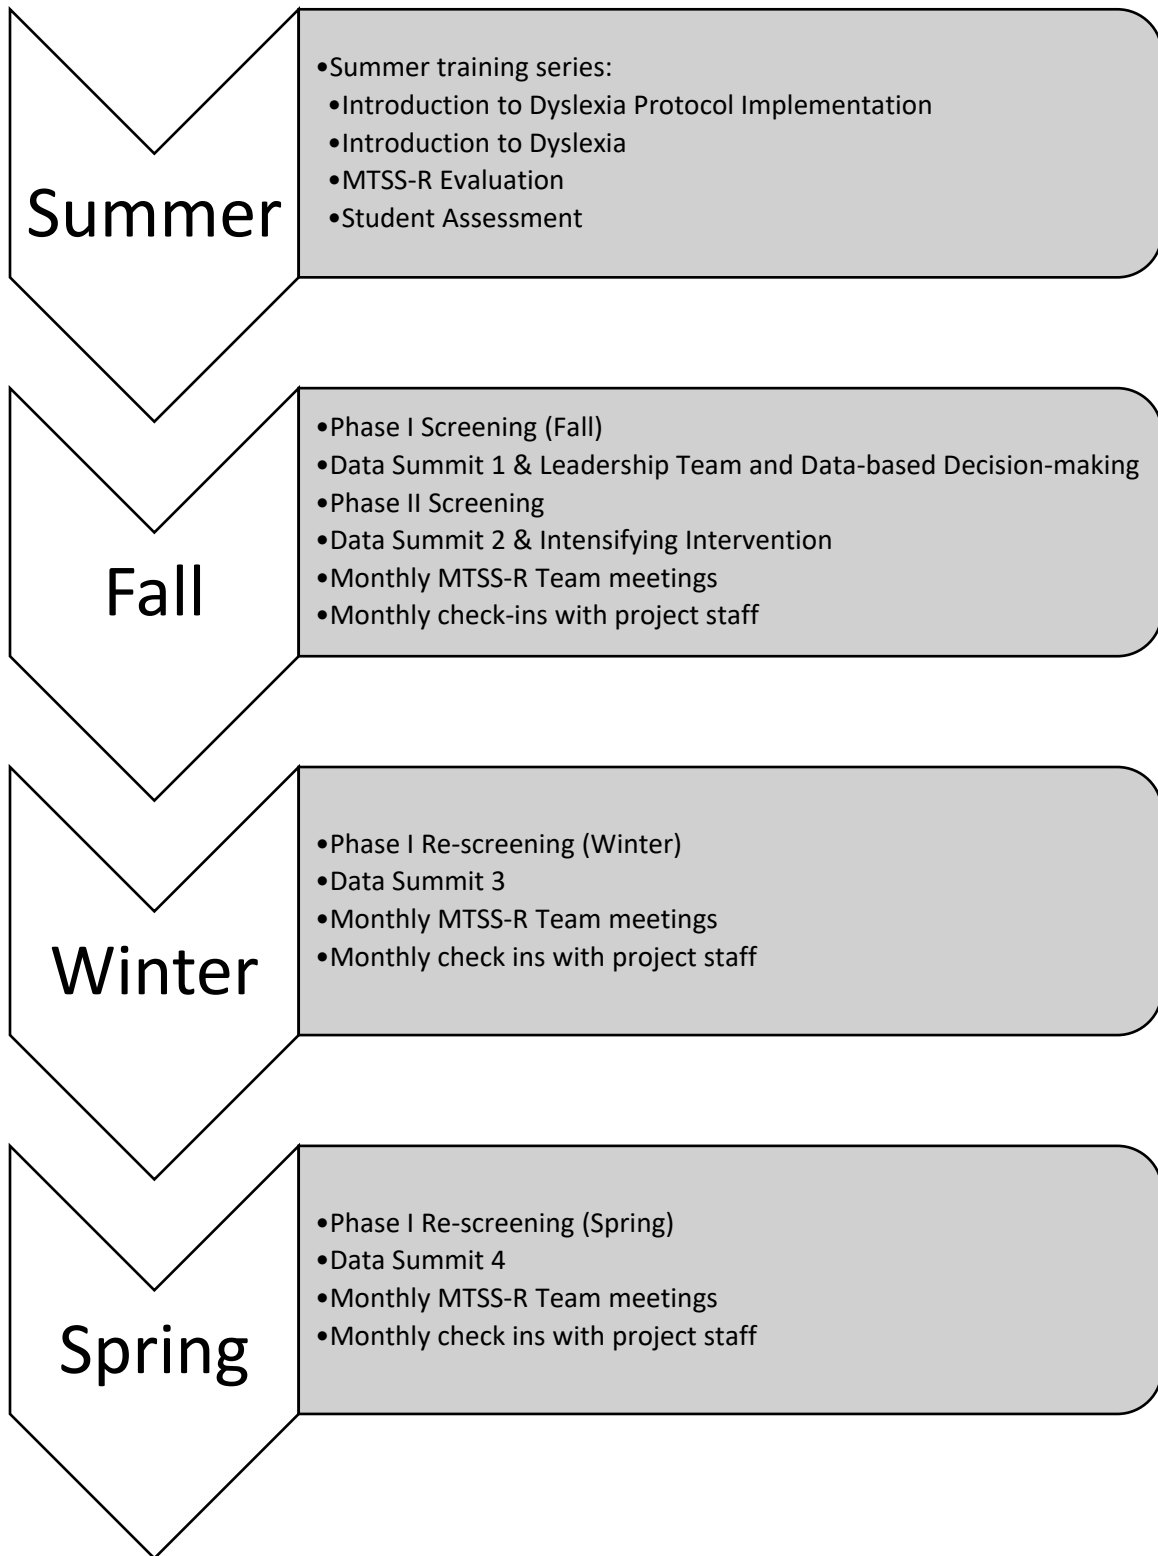 Summer
•Summer training series:
•Introduction to Dyslexia Protocol Implementation
•Introduction to Dyslexia
•MTSS-R Evaluation
•Student Assessment
Fall
•Phase I Screening (Fall)
•Data Summit 1 & Leadership Team and Data-based Decision-making
•Phase II Screening
•Data Summit 2 & Intensifying Intervention
•Monthly MTSS-R Team meetings
•Monthly check-ins with project staff
Winter
•Phase I Re-screening (Winter)
•Data Summit 3
•Monthly MTSS-R Team meetings
•Monthly check ins with project staff
Spring
•Phase I Re-screening (Spring)
•Data Summit 4
•Monthly MTSS-R Team meetings
•Monthly check ins with project staff